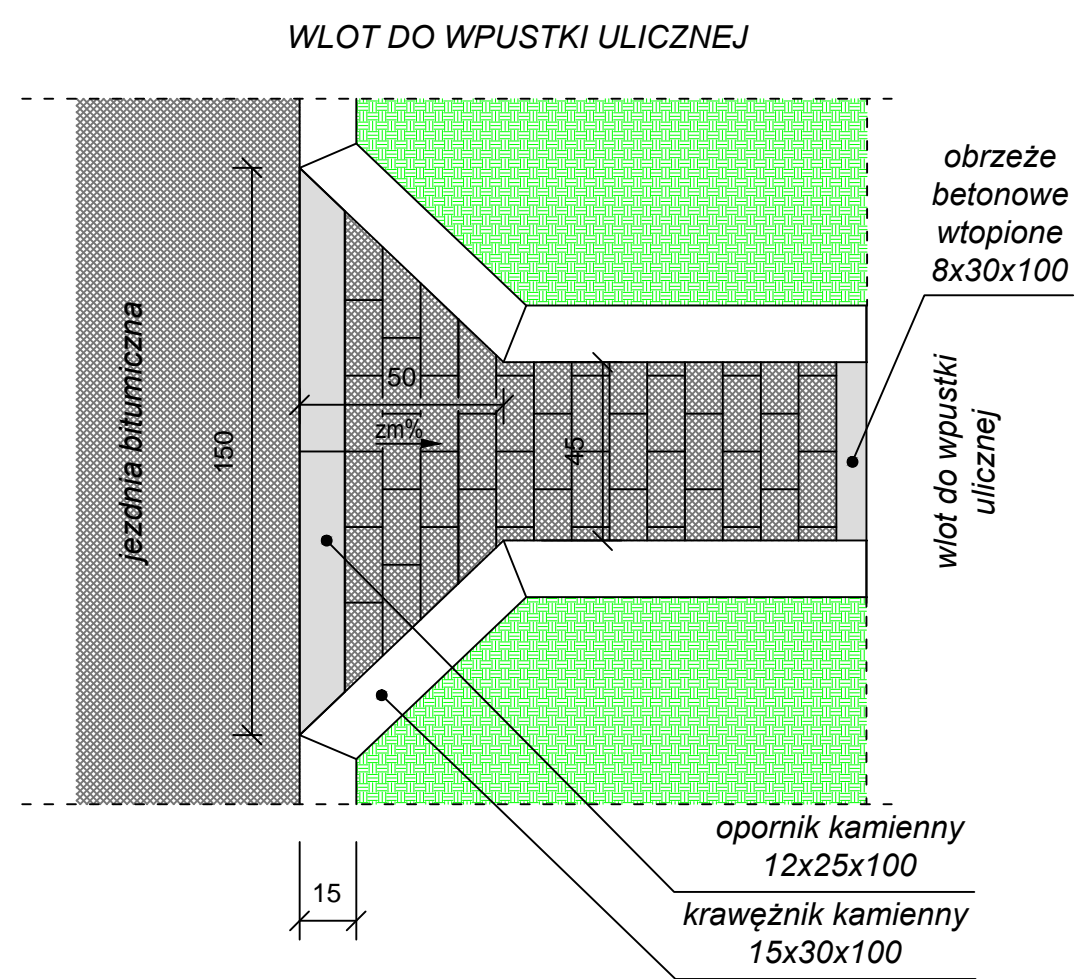 WLOT DO WPUSTKI ULICZNEJ
obrzeże
betonowe
wtopione
8x30x100
jezdnia bitumiczna
150
50
zm%
45
wlot do wpustki
ulicznej
opornik kamienny
12x25x100
15
krawężnik kamienny
15x30x100